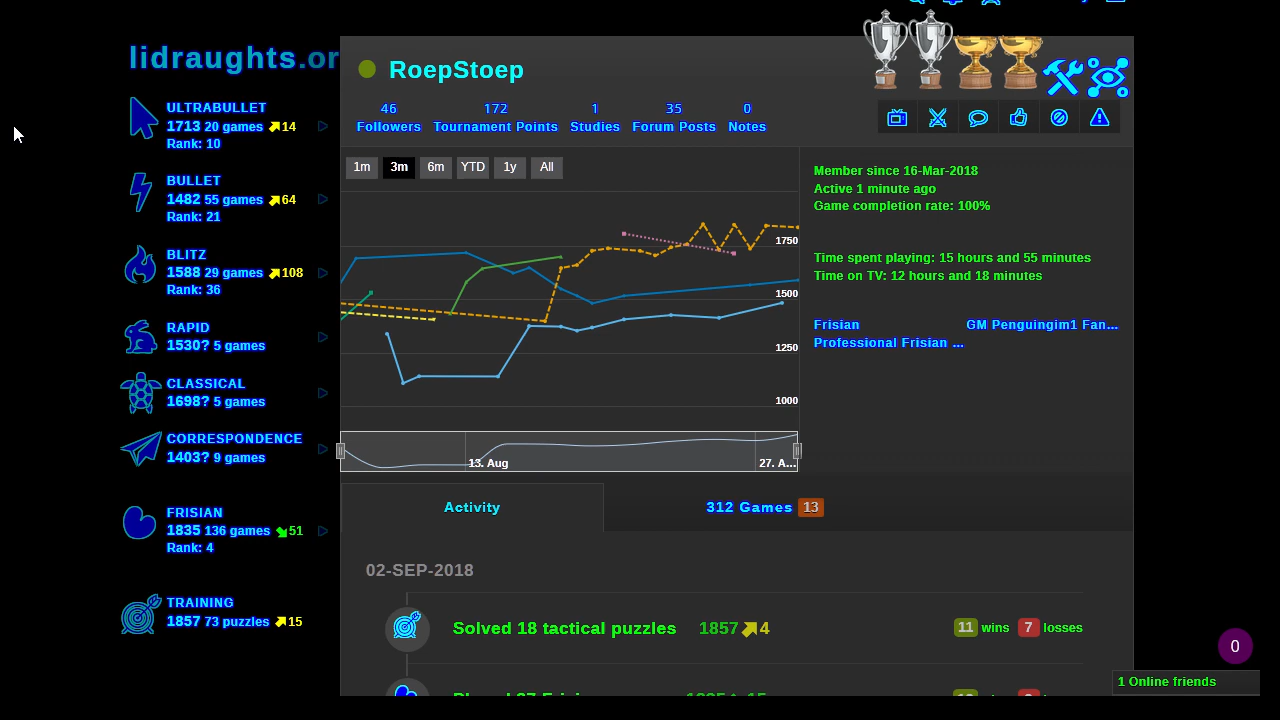 lidraughts.or
RoepStoep
46 Followers
172 Tournament Points
1 Studies
35 Forum Posts
0 Notes
ULTRABULLET
1713 20 games 14
Rank: 10
BULLET
1482 55 games 64
Rank: 21
BLITZ
1588 29 games 108
Rank: 36
RAPID
1530? 5 games
CLASSICAL
1698? 5 games
CORRESPONDENCE
1403? 9 games
FRISIAN
1835 136 games 51
Rank: 4
TRAINING
1857 73 puzzles 15
1m 3m 6m YTD 1y All
1750
1500
1250
1000
13. Aug
27. A...
Member since 16-Mar-2018
Active 1 minute ago
Game completion rate: 100%
Time spent playing: 15 hours and 55 minutes
Time on TV: 12 hours and 18 minutes
Frisian
GM Penguingim1 Fan...
Professional Frisian ...
Activity
312 Games 13
02-SEP-2018
Solved 18 tactical puzzles 1857 4
11 wins 7 losses
0
1 Online friends